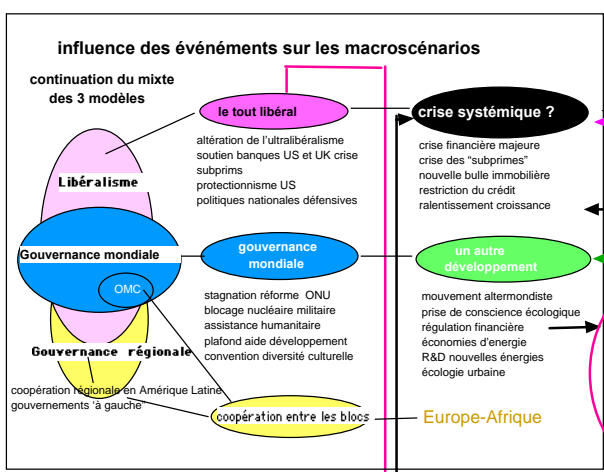 influence des événéments sur les macroscénarios
continuation du mixte
des 3 modèles
Libéralisme
Gouvernance mondiale
OMC
Gouvernance régionale
coopération régionale en Amérique Latine
gouvernements 'à gauche"
le tout libéral
altération de l'ultralibéralisme
soutien banques US et UK crise
subprims
protectionnisme US
politiques nationales défensives
gouvernance
mondiale
stagnation réforme ONU
blocage nucléaire militaire
assistance humanitaire
plafond aide développement
convention diversité culturelle
coopération entre les blocs
Europe-Afrique
crise systémique ?
crise financière majeure
crise des "subprimes"
nouvelle bulle immobilière
restriction du crédit
ralentissement croissance
un autre
développement
mouvement altermondiste
prise de conscience écologique
régulation financière
économies d'energie
R&D nouvelles énergies
écologie urbaine